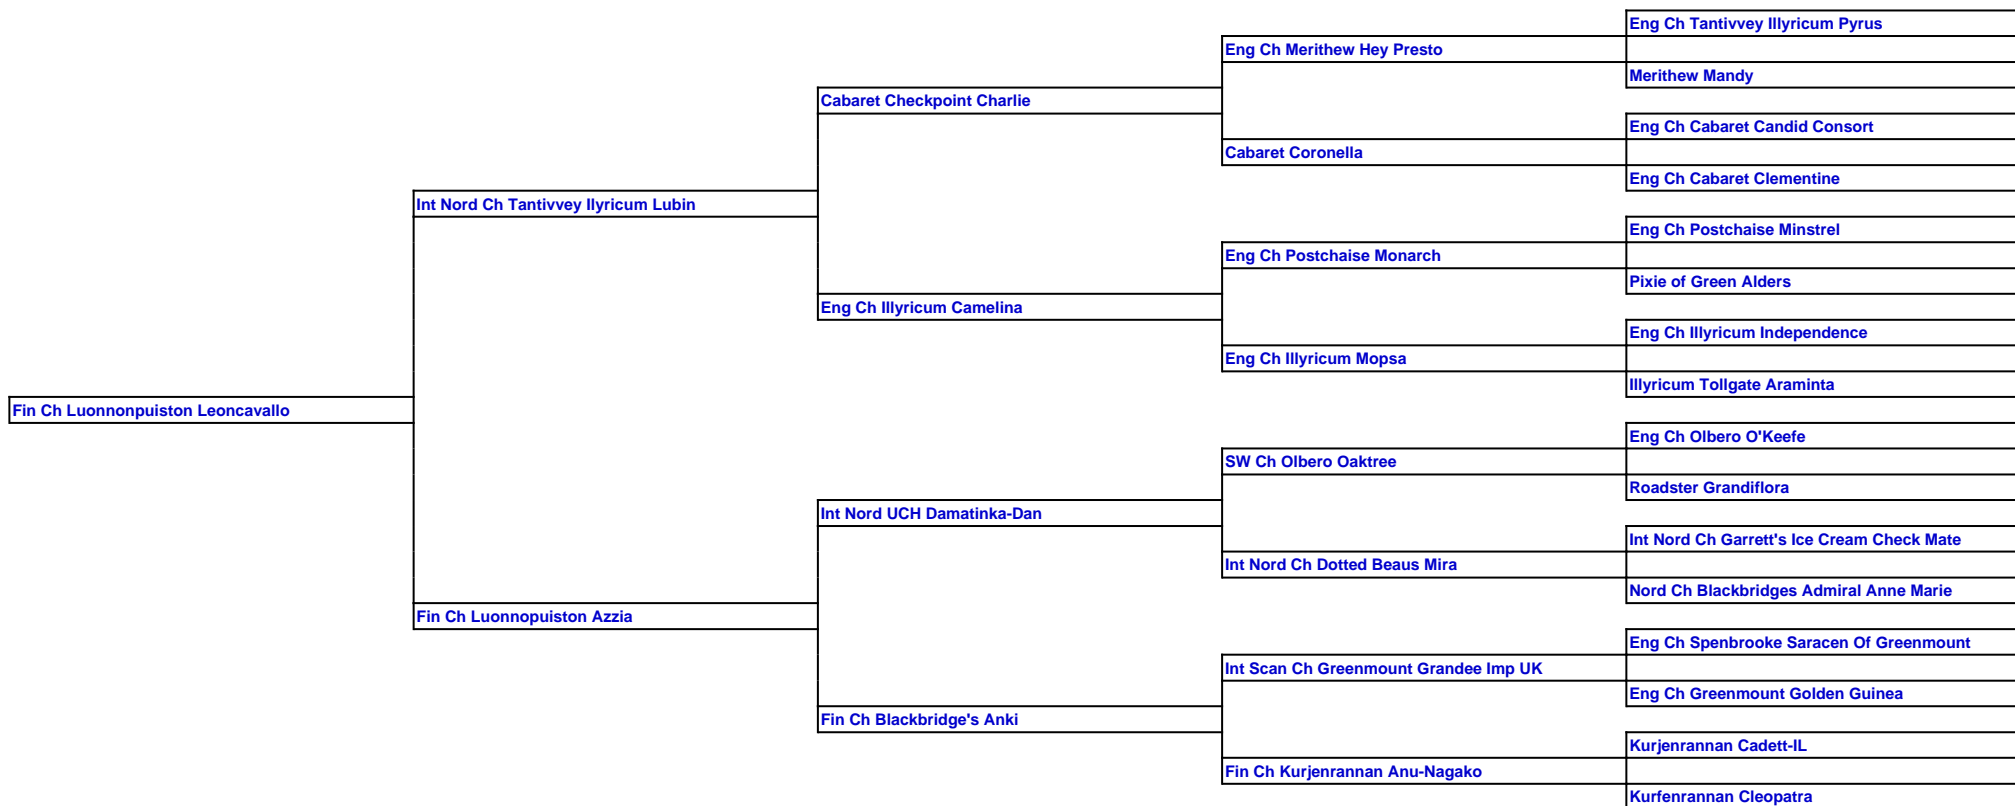 Eng Ch Tantivvey Illyricum Pyrus
Eng Ch Merithew Hey Presto
Merithew Mandy
Cabaret Checkpoint Charlie
Eng Ch Cabaret Candid Consort
Cabaret Coronella
Eng Ch Cabaret Clementine
Int Nord Ch Tantivvey Ilyricum Lubin
Eng Ch Postchaise Minstrel
Eng Ch Postchaise Monarch
Pixie of Green Alders
Eng Ch Illyricum Camelina
Eng Ch Illyricum Independence
Eng Ch Illyricum Mopsa
Illyricum Tollgate Araminta
Fin Ch Luonnonpuiston Leoncavallo
Eng Ch Olbero O'Keefe
SW Ch Olbero Oaktree
Roadster Grandiflora
Int Nord UCH Damatinka-Dan
Int Nord Ch Garrett's Ice Cream Check Mate
Int Nord Ch Dotted Beaus Mira
Nord Ch Blackbridges Admiral Anne Marie
Fin Ch Luonnopuiston Azzia
Eng Ch Spenbrooke Saracen Of Greenmount
Int Scan Ch Greenmount Grandee Imp UK
Eng Ch Greenmount Golden Guinea
Fin Ch Blackbridge's Anki
Kurjenrannan Cadett-IL
Fin Ch Kurjenrannan Anu-Nagako
Kurfenrannan Cleopatra